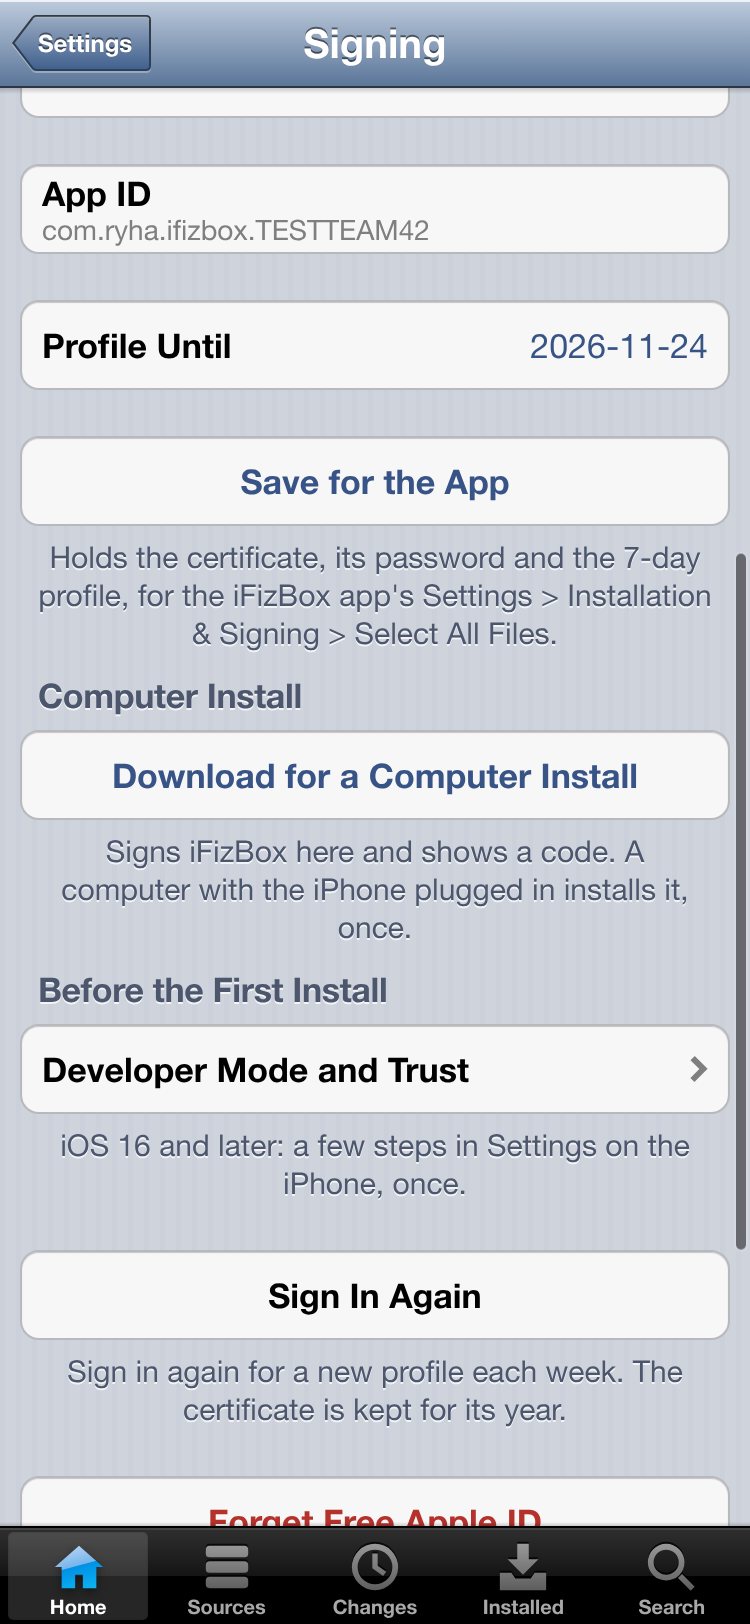 Settings
Signing
App ID
com.ryha.ifizbox.TESTTEAM42
Profile Until
2026-11-24
Save for the App
Holds the certificate, its password and the 7-day
profile, for the iFizBox app's Settings > Installation
& Signing > Select All Files.
Computer Install
Download for a Computer Install
Signs iFizBox here and shows a code. A
computer with the iPhone plugged in installs it,
once.
Before the First Install
Developer Mode and Trust
iOS 16 and later: a few steps in Settings on the
iPhone, once.
Sign In Again
Sign in again for a new profile each week. The
certificate is kept for its year.
Forget Free Apple ID
Home
Sources
Changes
Installed
Search